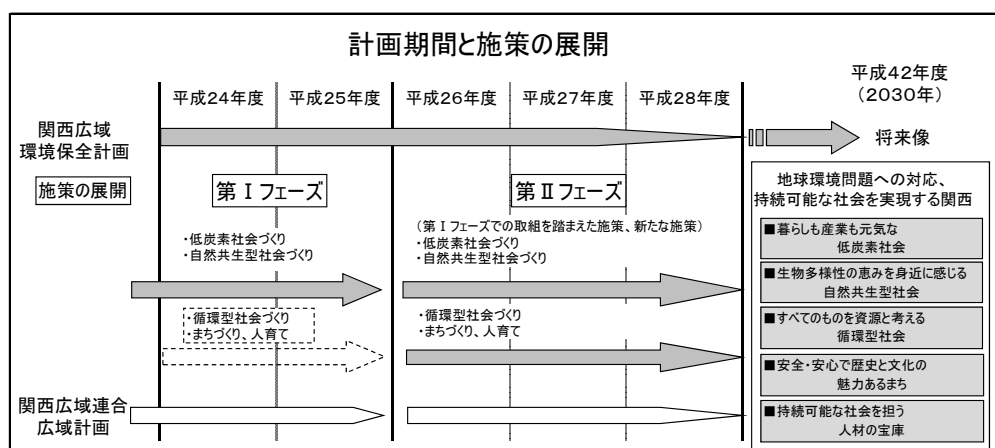 計画期間と施策の展開
平成42年度
（2030年）
平成24年度
平成25年度
平成26年度
平成27年度
平成28年度
関西広域
環境保全計画
将来像
施策の展開
第Ⅰフェーズ
第Ⅱフェーズ
地球環境問題への対応、
持続可能な社会を実現する関西
・低炭素社会づくり
・自然共生型社会づくり
（第Ⅰフェーズでの取組を踏まえた施策、新たな施策）
・低炭素社会づくり
・自然共生型社会づくり
・循環型社会づくり
・まちづくり、人育て
・循環型社会づくり
・まちづくり、人育て
■暮らしも産業も元気な
低炭素社会
■生物多様性の恵みを身近に感じる
自然共生型社会
■すべてのものを資源と考える
循環型社会
■安全・安心で歴史と文化の
魅力あるまち
■持続可能な社会を担う
人材の宝庫
関西広域連合
広域計画